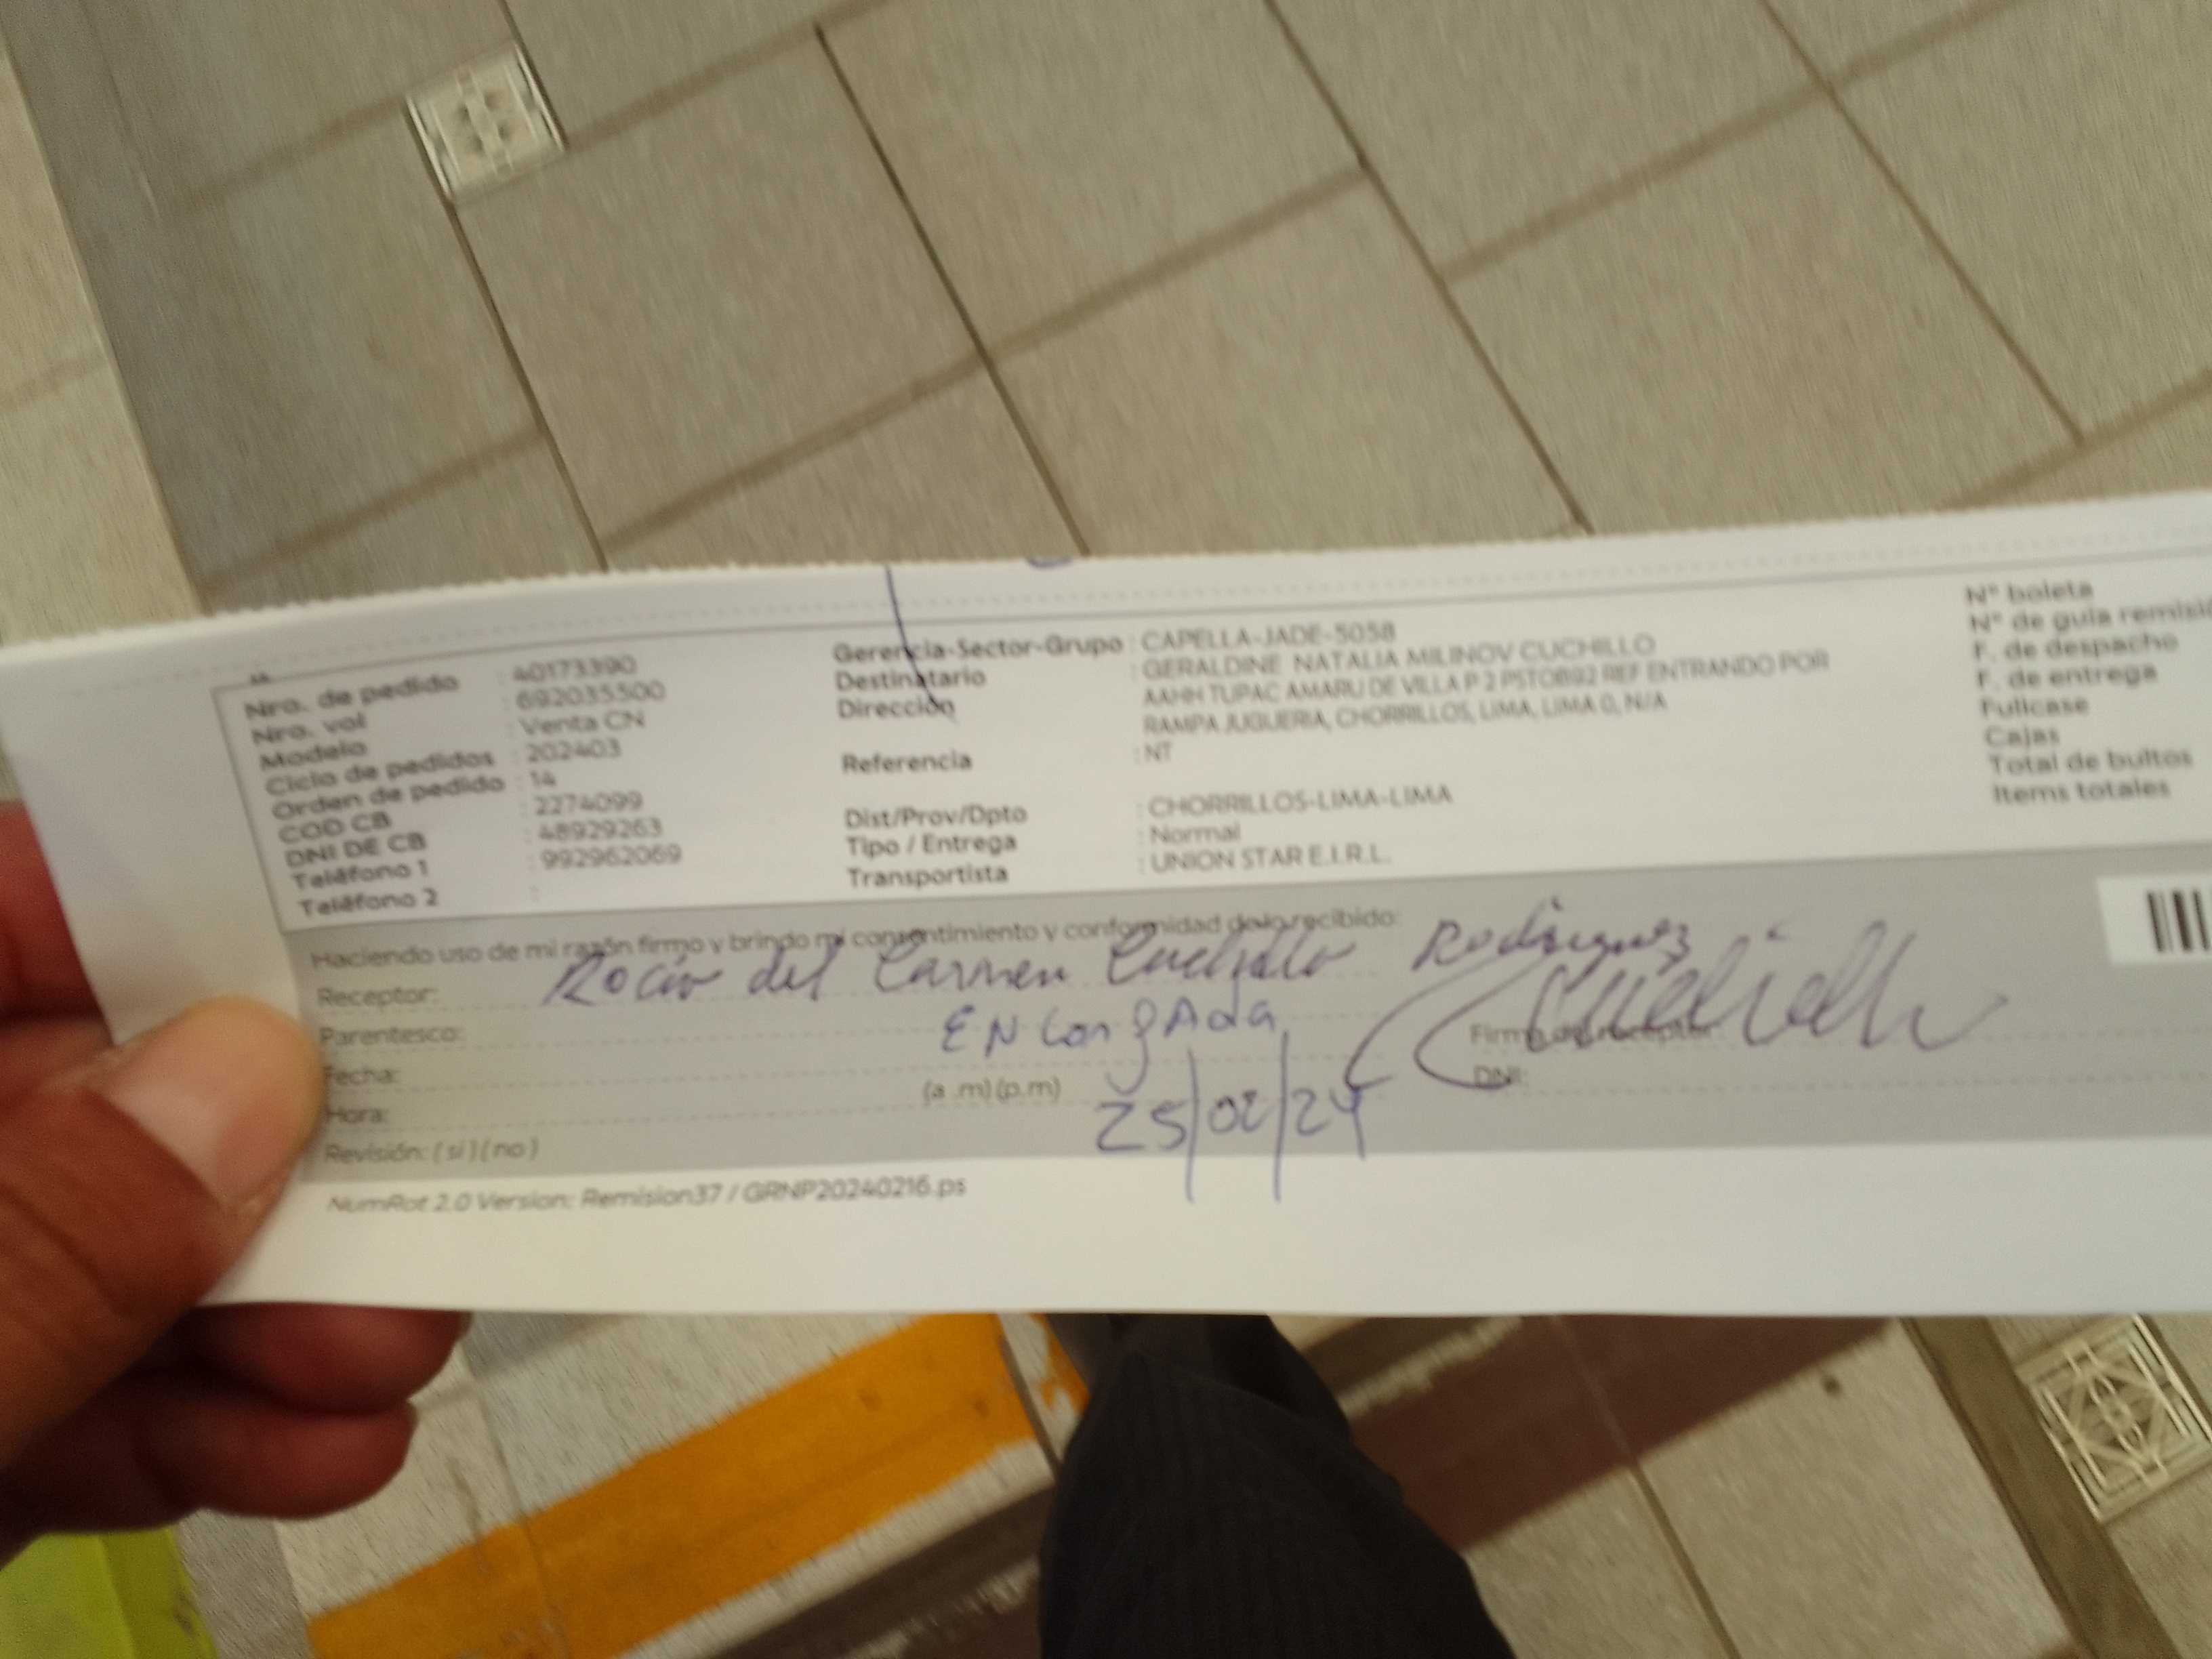 Nro. de pedido : 40173390
Nro. vol : 692035500
Modelo : Venta CN
Ciclo de pedidos : 202403
Orden de pedido : 14
COD CB : 2274099
DNI DE CB : 48929263
Teléfono 1 : 992962069
Teléfono 2 :
Gerencia-Sector-Grupo : CAPELLA-JADE-5058
Destinatario : GERALDINE NATALIA MILINOV CUCHILLO
Dirección AAHH TUPAC AMARU DE VILLA P 2 PSTO892 REF ENTRANDO POR
RAMPA JUGUERIA, CHORRILLOS, LIMA, LIMA 0, N/A
Referencia : NT
Dist/Prov/Dpto : CHORRILLOS-LIMA-LIMA
Tipo / Entrega : Normal
Transportista : UNION STAR E.I.R.L.
N° boleta
N° de guía remisió
F. de despacho
F. de entrega
Fullcase
Cajas
Total de bultos
Items totales
Haciendo uso de mi razón firmo y brindo mi consentimiento y conformidad de lo recibido:
Receptor: Rocio del Carmen Cuchillo Rodriguez
Parentesco: ENCargAda
Firma del receptor
Fecha:
DNI:
Hora: (a .m) (p.m) 25/02/24
Revisión: ( si ) ( no )
NumRot 2.0 Version: Remision37 / GRNP20240216.ps